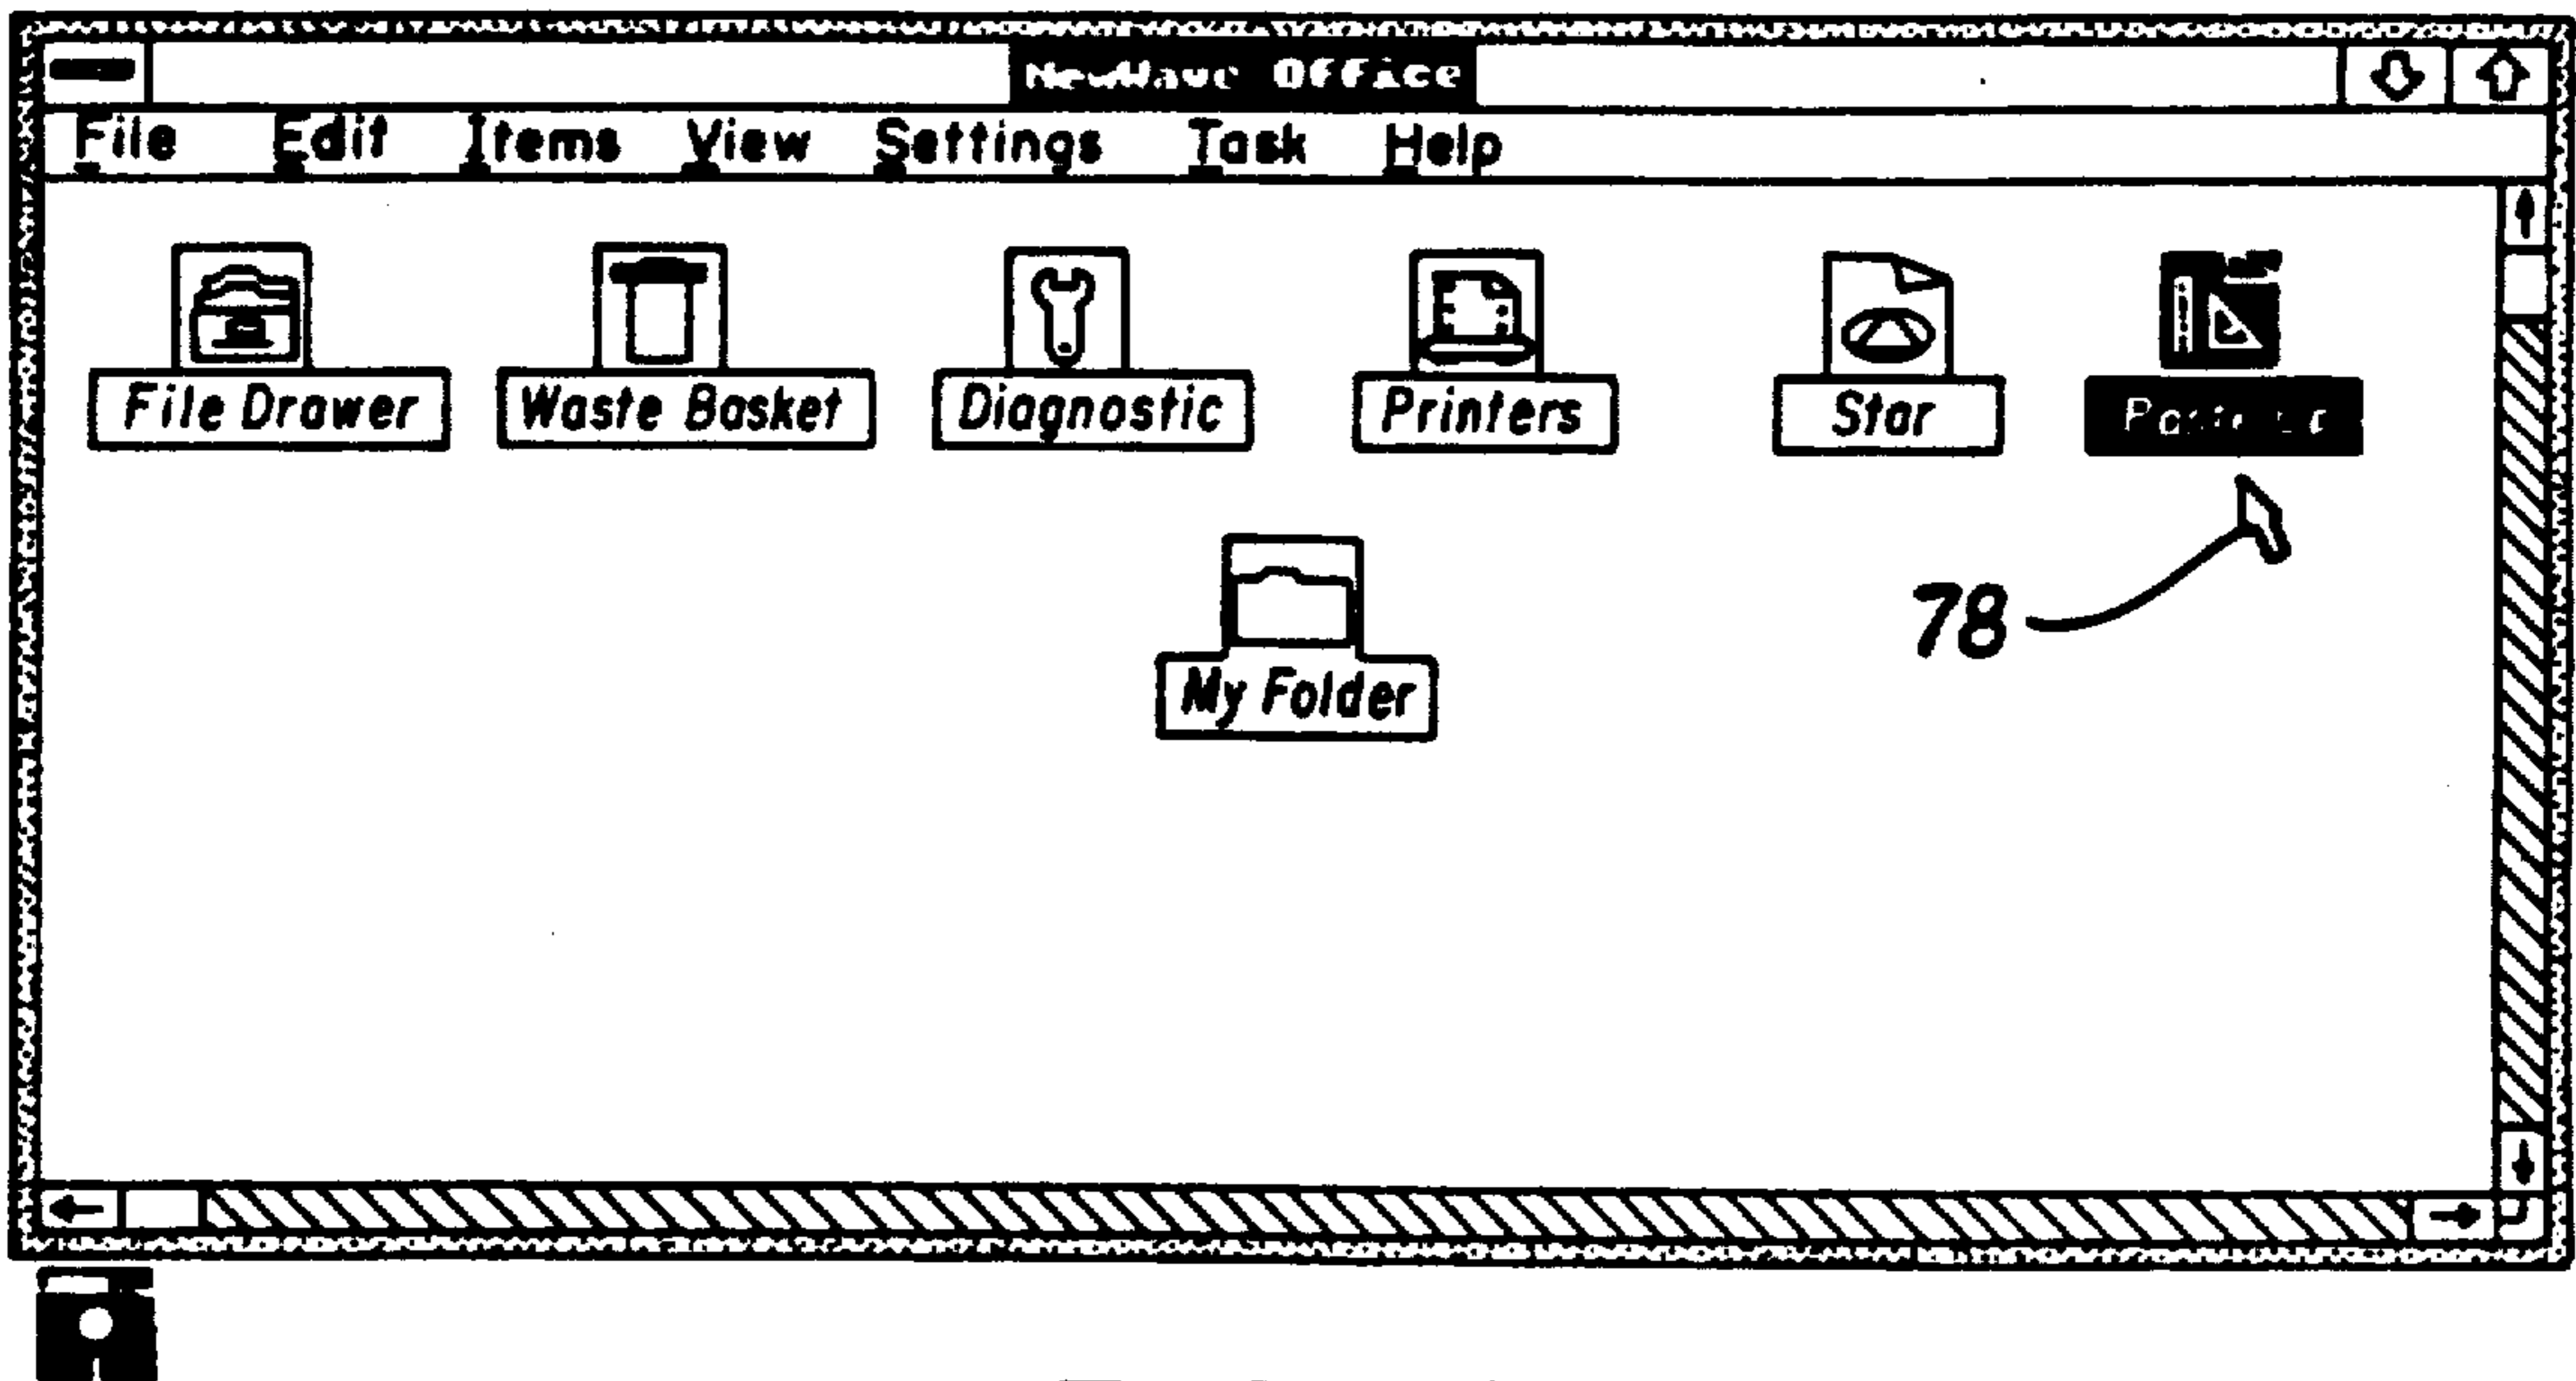 NewWave Office
File Edit Items View Settings Task Help
File Drawer Waste Basket Diagnostic Printers Star
78
My Folder